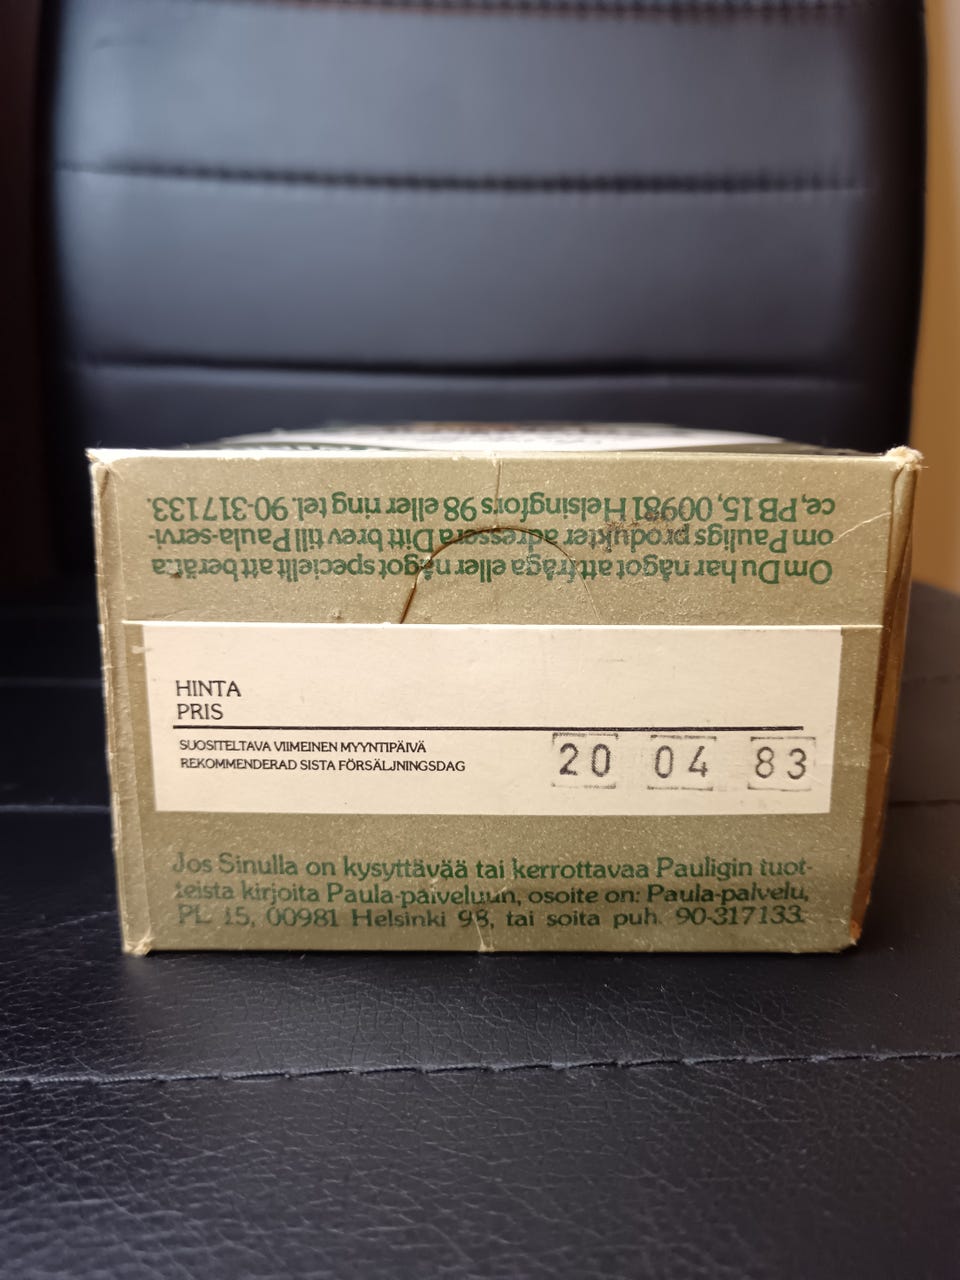 Om Du har något att fråga eller något speciellt att berätta
om Pauligs produkter adressera Ditt brev till Paula-servi-
ce, PB 15, 00981 Helsingfors 98 eller ring tel. 90-317133.
HINTA
PRIS
SUOSITELTAVA VIIMEINEN MYYNTIPÄIVÄ
REKOMMENDERAD SISTA FÖRSÄLJNINGSDAG
20 04 83
Jos Sinulla on kysyttävää tai kerrottavaa Pauligin tuot-
teista kirjoita Paula-palveluun, osoite on: Paula-palvelu,
PL 15, 00981 Helsinki 98, tai soita puh. 90-317133.